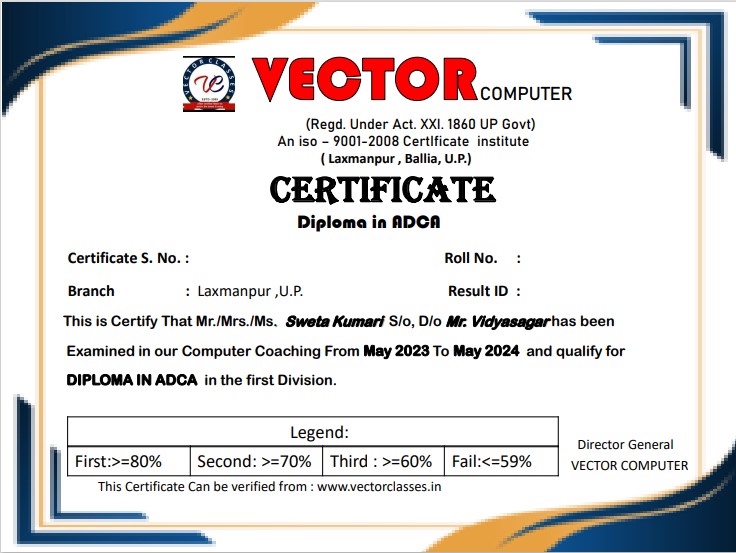 VECTOR CLASSES
VC
VECTOR COMPUTER
(Regd. Under Act. XXI. 1860 UP Govt)
An iso – 9001-2008 CertIficate institute
( Laxmanpur , Ballia, U.P.)
CERTIFICATE
Diploma in ADCA
Certificate S. No. :
Roll No. :
Branch : Laxmanpur ,U.P.
Result ID :
This is Certify That Mr./Mrs./Ms. Sweta Kumari S/o, D/o Mr. Vidyasagar has been
Examined in our Computer Coaching From May 2023 To May 2024 and qualify for
DIPLOMA IN ADCA in the first Division.
Legend:
First:>=80% Second: >=70% Third : >=60% Fail:<=59%
Director General
VECTOR COMPUTER
This Certificate Can be verified from : www.vectorclasses.in